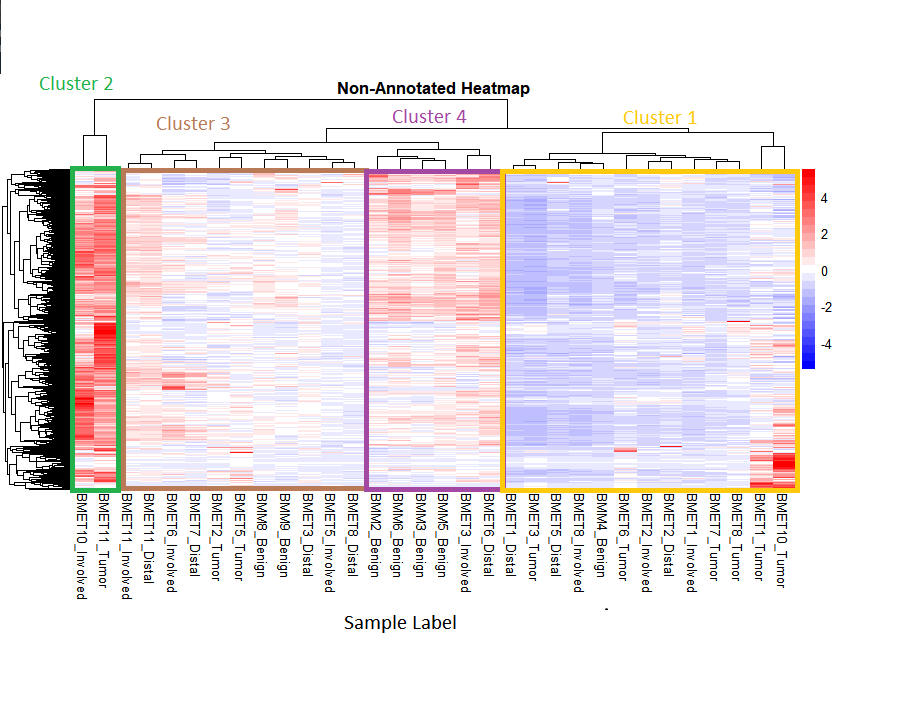 Cluster 2
Non-Annotated Heatmap
Cluster 3
Cluster 4
Cluster 1
4
2
0
-2
-4
BMET10_Involved
BMET11_Tumor
BMET11_Involved
BMET11_Distal
BMET6_Involved
BMET7_Distal
BMET2_Tumor
BMET5_Tumor
BMM8_Benign
BMM9_Benign
BMET3_Distal
BMET5_Involved
BMET8_Distal
BMM2_Benign
BMM6_Benign
BMM3_Benign
BMM5_Benign
BMET3_Involved
BMET6_Distal
BMET1_Distal
BMET3_Tumor
BMET5_Distal
BMET8_Involved
BMM4_Benign
BMET6_Tumor
BMET2_Involved
BMET2_Distal
BMET1_Involved
BMET7_Tumor
BMET8_Tumor
BMET1_Tumor
BMET10_Tumor
Sample Label